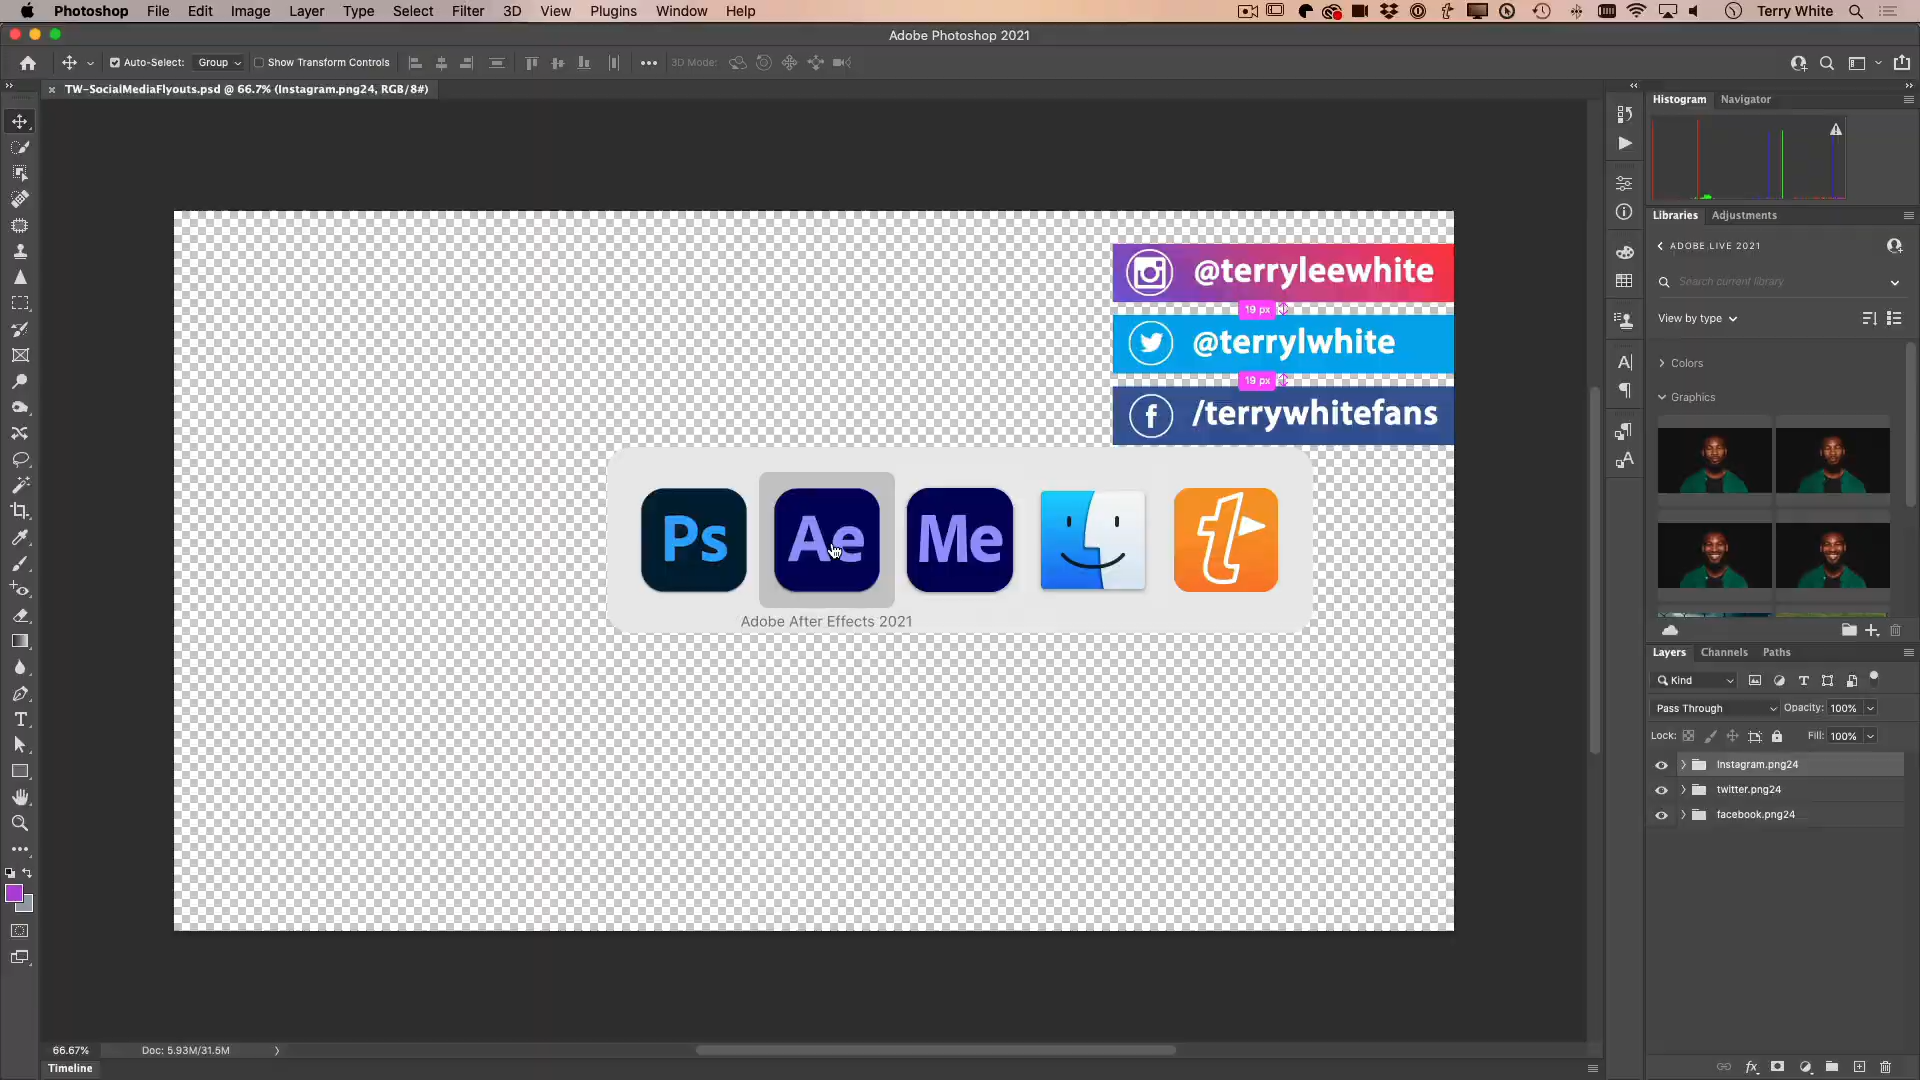 Photoshop File Edit Image Layer Type Select Filter 3D View Plugins Window Help Terry White
Adobe Photoshop 2021
Auto-Select: Group Show Transform Controls 3D Mode:
TW-SocialMediaFlyouts.psd @ 66.7% (Instagram.png24, RGB/8#)
Histogram Navigator
Libraries Adjustments
ADOBE LIVE 2021
Search current library
View by type
Colors
Graphics
@terryleewhite
19 px
@terrylwhite
19 px
/terrywhitefans
Ps Ae Me t
Adobe After Effects 2021
Layers Channels Paths
Kind
Pass Through Opacity: 100%
Lock: Fill: 100%
Instagram.png24
twitter.png24
facebook.png24
66.67% Doc: 5.93M/31.5M
Timeline